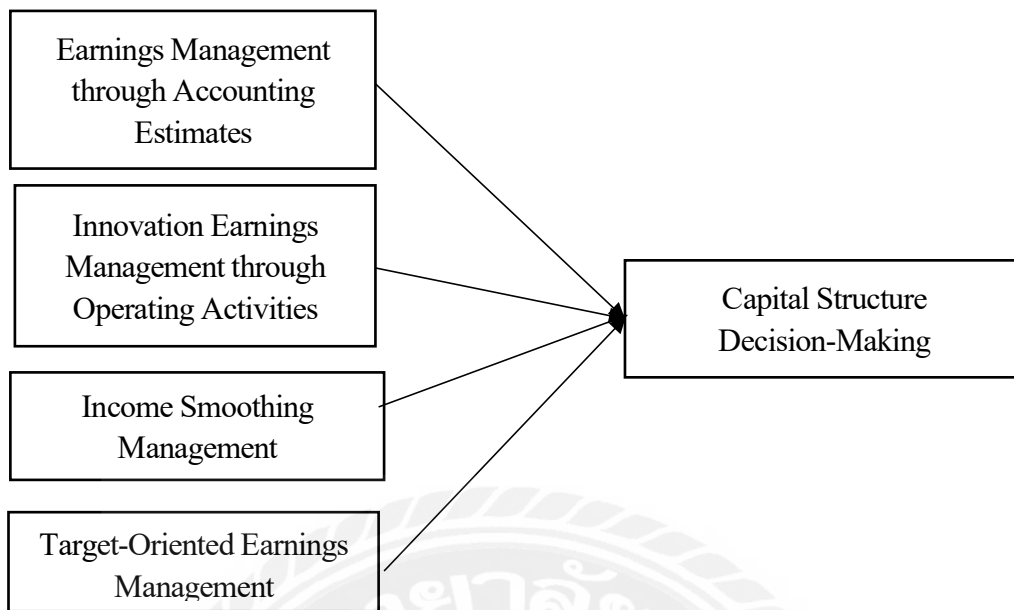 Earnings Management
through Accounting
Estimates
Innovation Earnings
Management through
Operating Activities
Income Smoothing
Management
Target-Oriented Earnings
Management
Capital Structure
Decision-Making